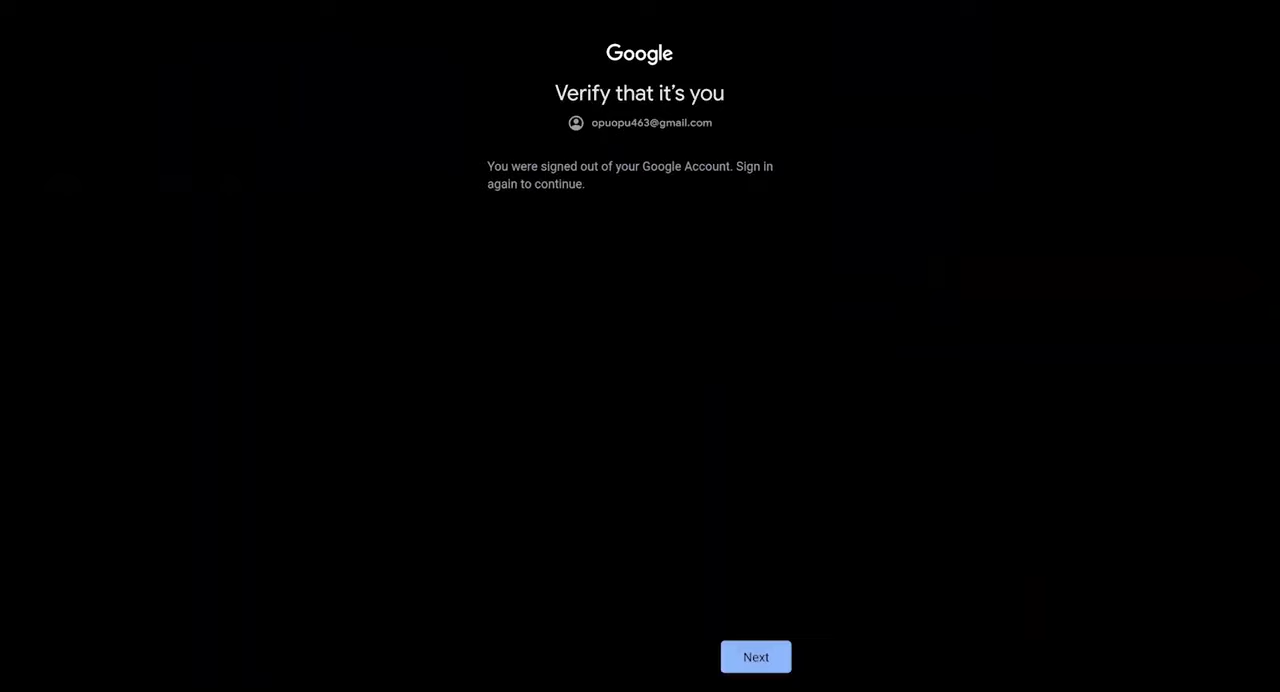 Google
Verify that it’s you
opuopu463@gmail.com
You were signed out of your Google Account. Sign in
again to continue.
Next